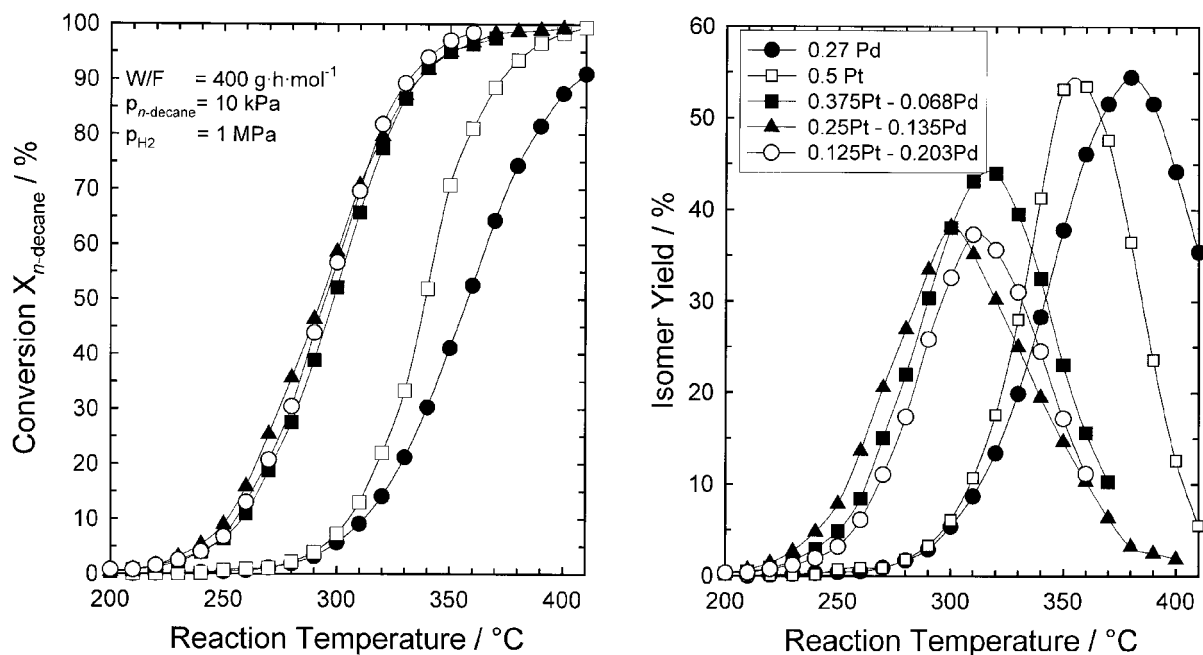 Conversion X n-decane / %
100
90
80
70
60
50
40
30
20
10
0
W/F = 400 g·h·mol-1
p n-decane = 10 kPa
pH2 = 1 MPa
200 250 300 350 400
Reaction Temperature / °C
Isomer Yield / %
60
50
40
30
20
10
0
0.27 Pd
0.5 Pt
0.375Pt - 0.068Pd
0.25Pt - 0.135Pd
0.125Pt - 0.203Pd
200 250 300 350 400
Reaction Temperature / °C